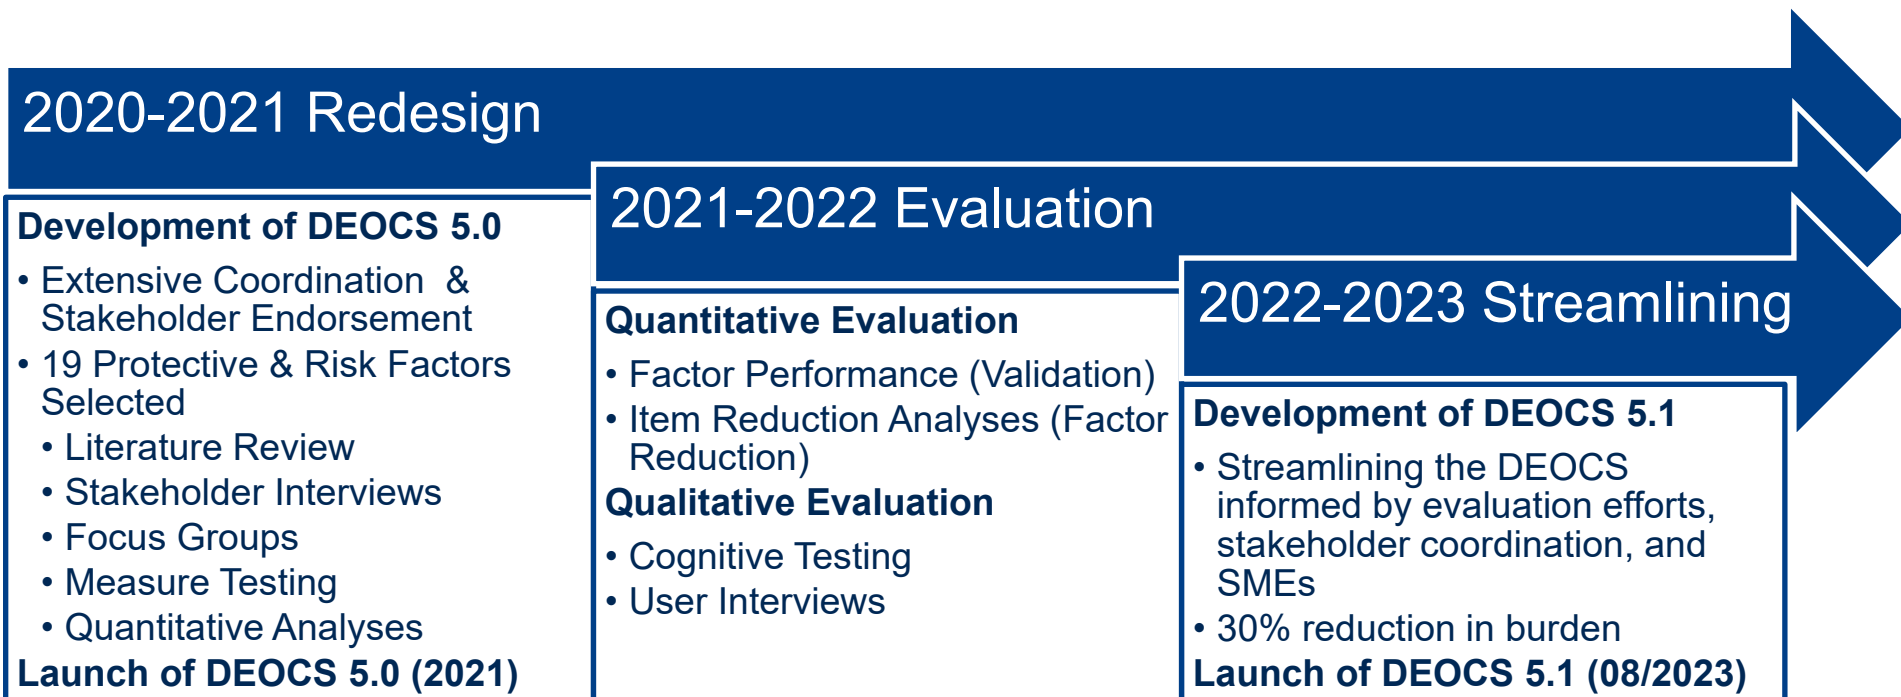 2020-2021 Redesign
Development of DEOCS 5.0
• Extensive Coordination &
Stakeholder Endorsement
• 19 Protective & Risk Factors
Selected
• Literature Review
• Stakeholder Interviews
• Focus Groups
• Measure Testing
• Quantitative Analyses
Launch of DEOCS 5.0 (2021)
2021-2022 Evaluation
Quantitative Evaluation
• Factor Performance (Validation)
• Item Reduction Analyses (Factor
Reduction)
Qualitative Evaluation
• Cognitive Testing
• User Interviews
2022-2023 Streamlining
Development of DEOCS 5.1
• Streamlining the DEOCS
informed by evaluation efforts,
stakeholder coordination, and
SMEs
• 30% reduction in burden
Launch of DEOCS 5.1 (08/2023)